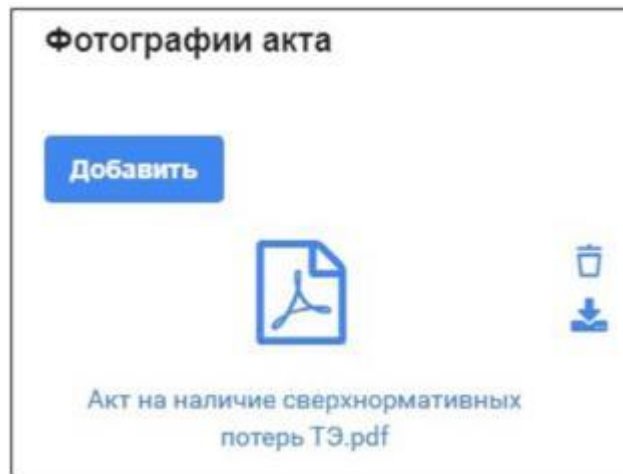 Фотографии акта
Добавить
Акт на наличие сверхнормативных
потерь ТЭ.pdf